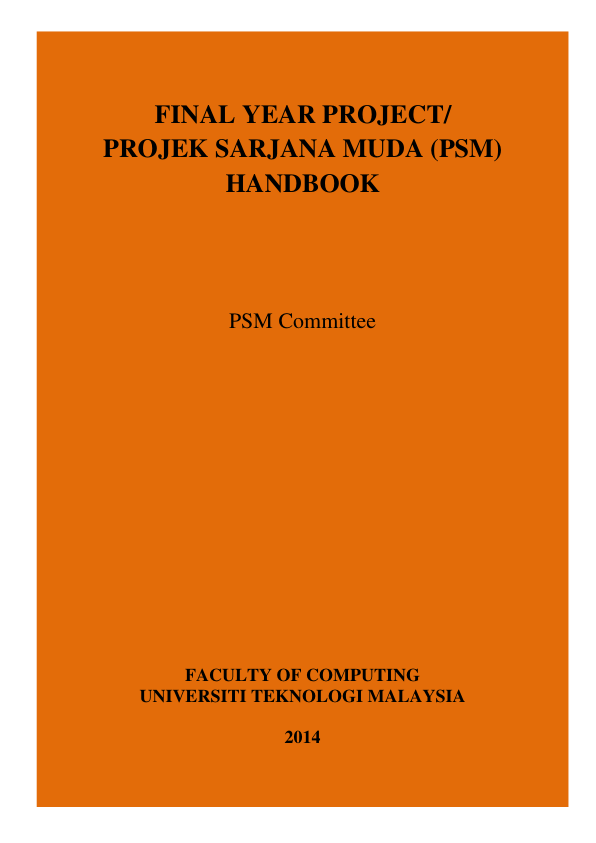 FINAL YEAR PROJECT/
PROJEK SARJANA MUDA (PSM)
HANDBOOK
PSM Committee
FACULTY OF COMPUTING
UNIVERSITI TEKNOLOGI MALAYSIA
2014